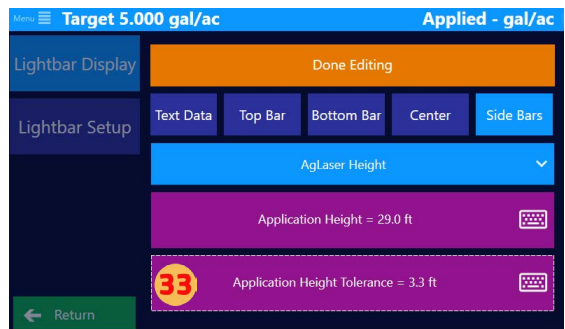 Menu Target 5.000 gal/ac Applied - gal/ac
Lightbar Display
Done Editing
Lightbar Setup
Text Data Top Bar Bottom Bar Center Side Bars
AgLaser Height
Application Height = 29.0 ft
33 Application Height Tolerance = 3.3 ft
Return